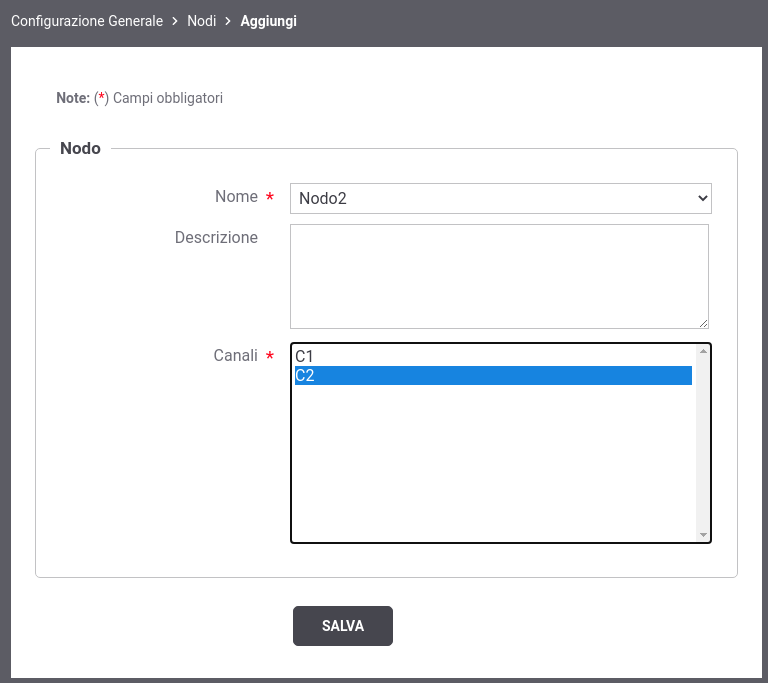 Configurazione Generale > Nodi > Aggiungi
Note: (*) Campi obbligatori
Nodo
Nome * Nodo2
Descrizione
Canali * C1
C2
SALVA